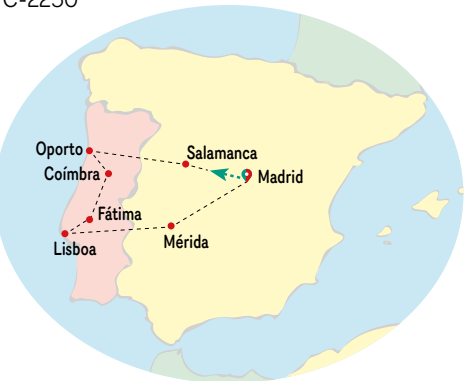 C-2250
Oporto
Salamanca
Coímbra
Madrid
Fátima
Lisboa
Mérida